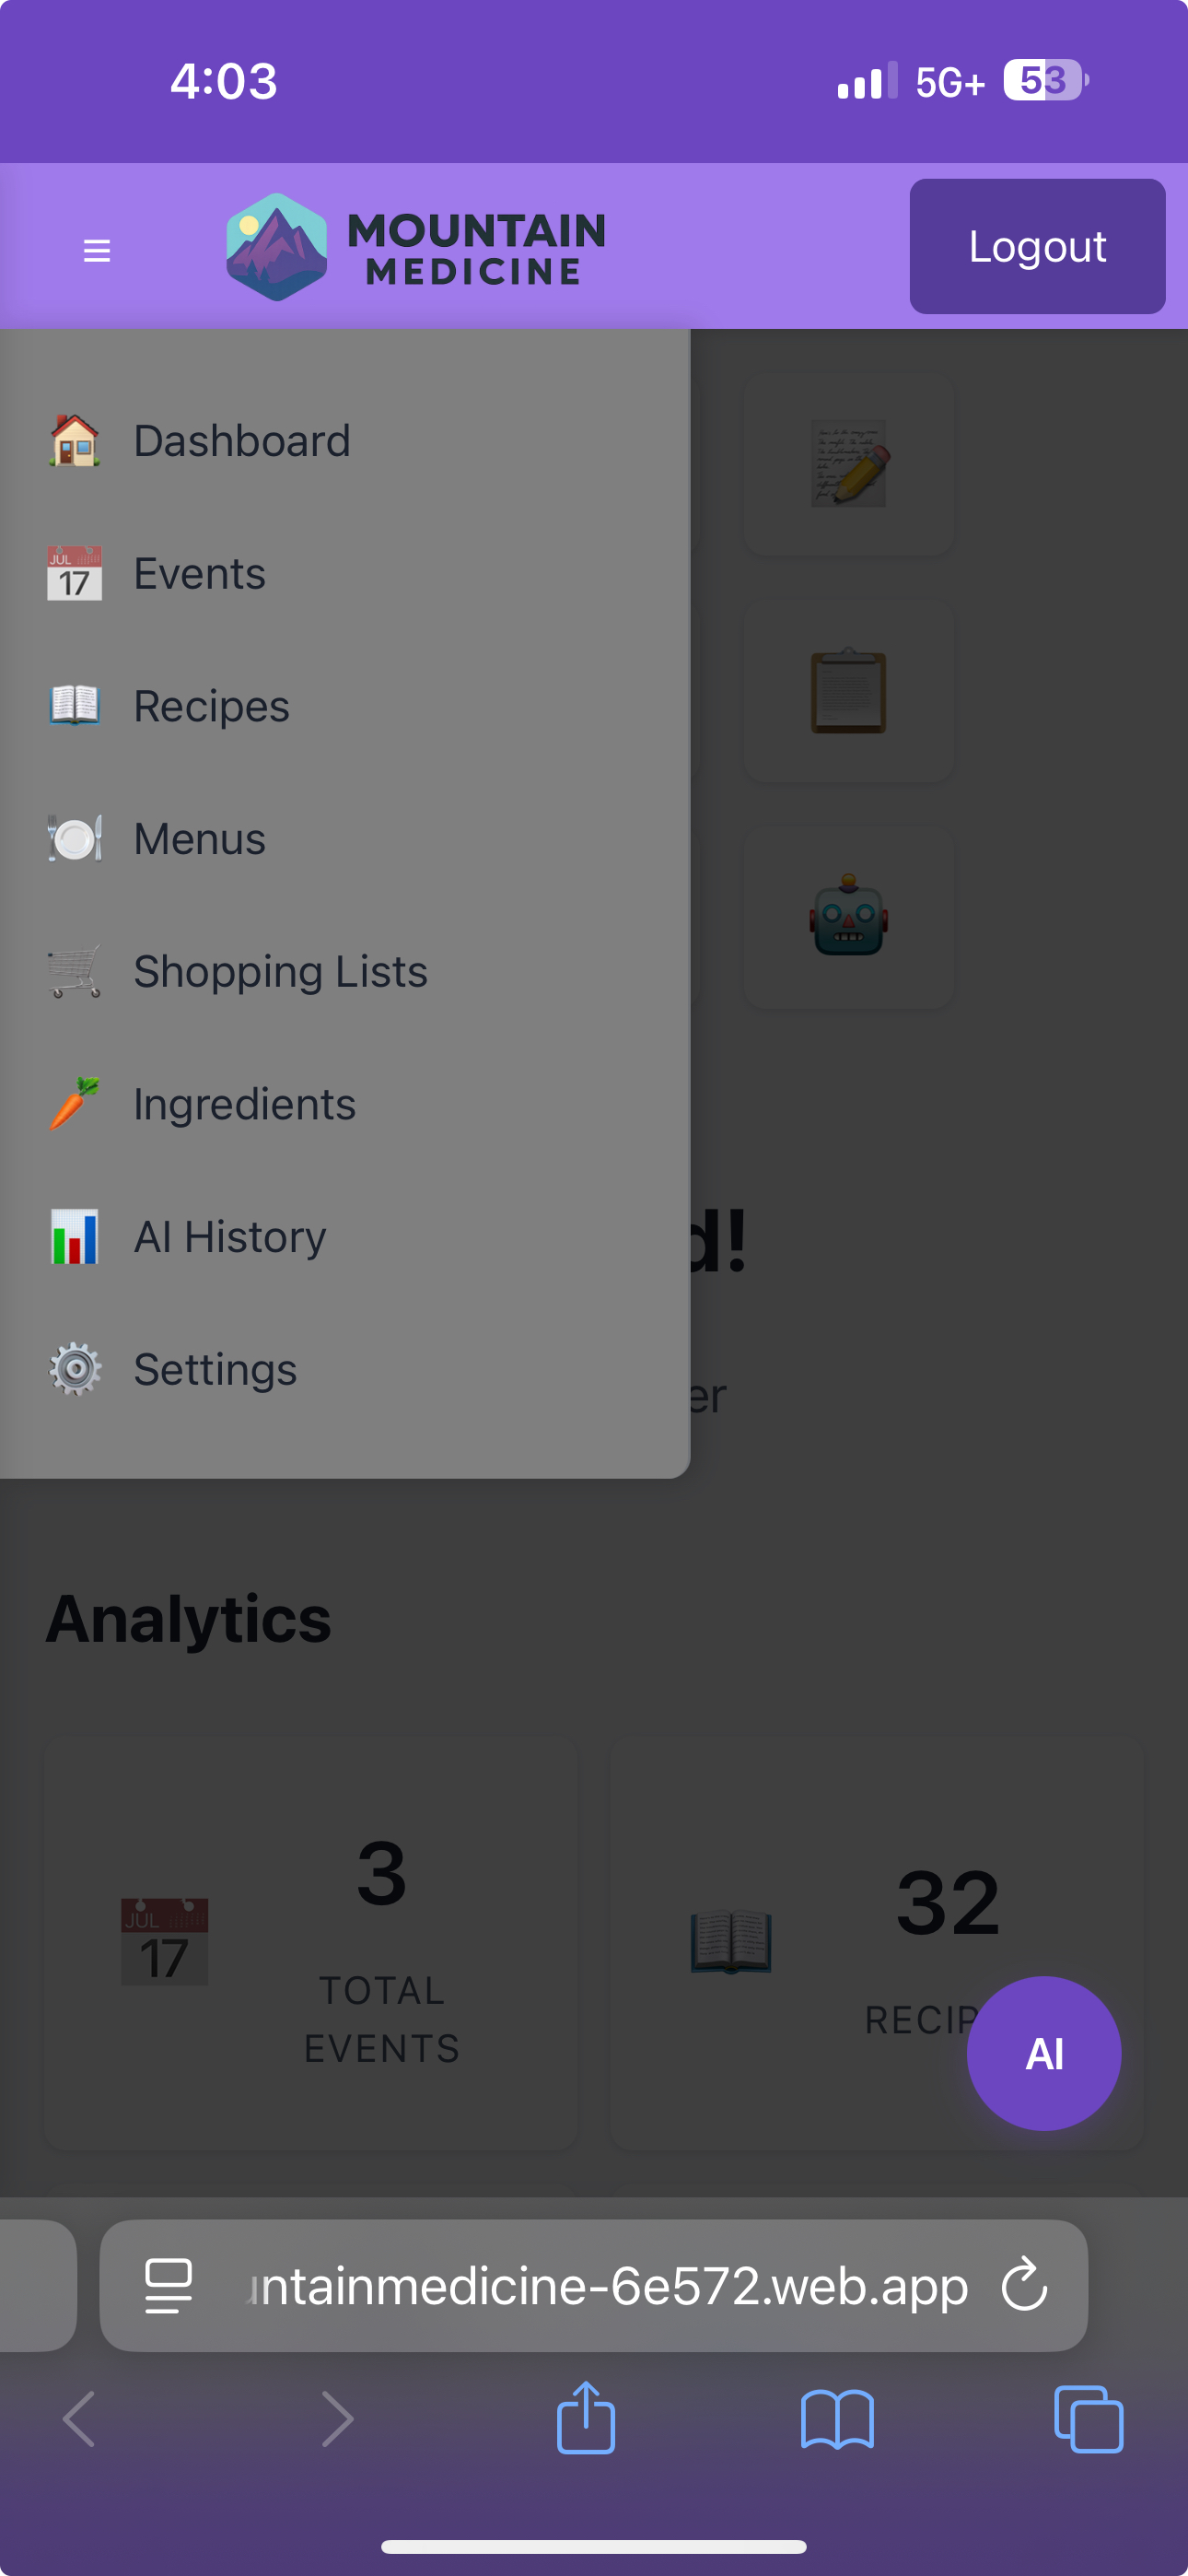 4:03
5G+
53
MOUNTAIN
MEDICINE
Logout
Dashboard
JUL
17
Events
Recipes
Menus
Shopping Lists
Ingredients
AI History
d!
Settings
er
Analytics
3
32
JUL
17
TOTAL
EVENTS
RECIP
AI
ntainmedicine-6e572.web.app